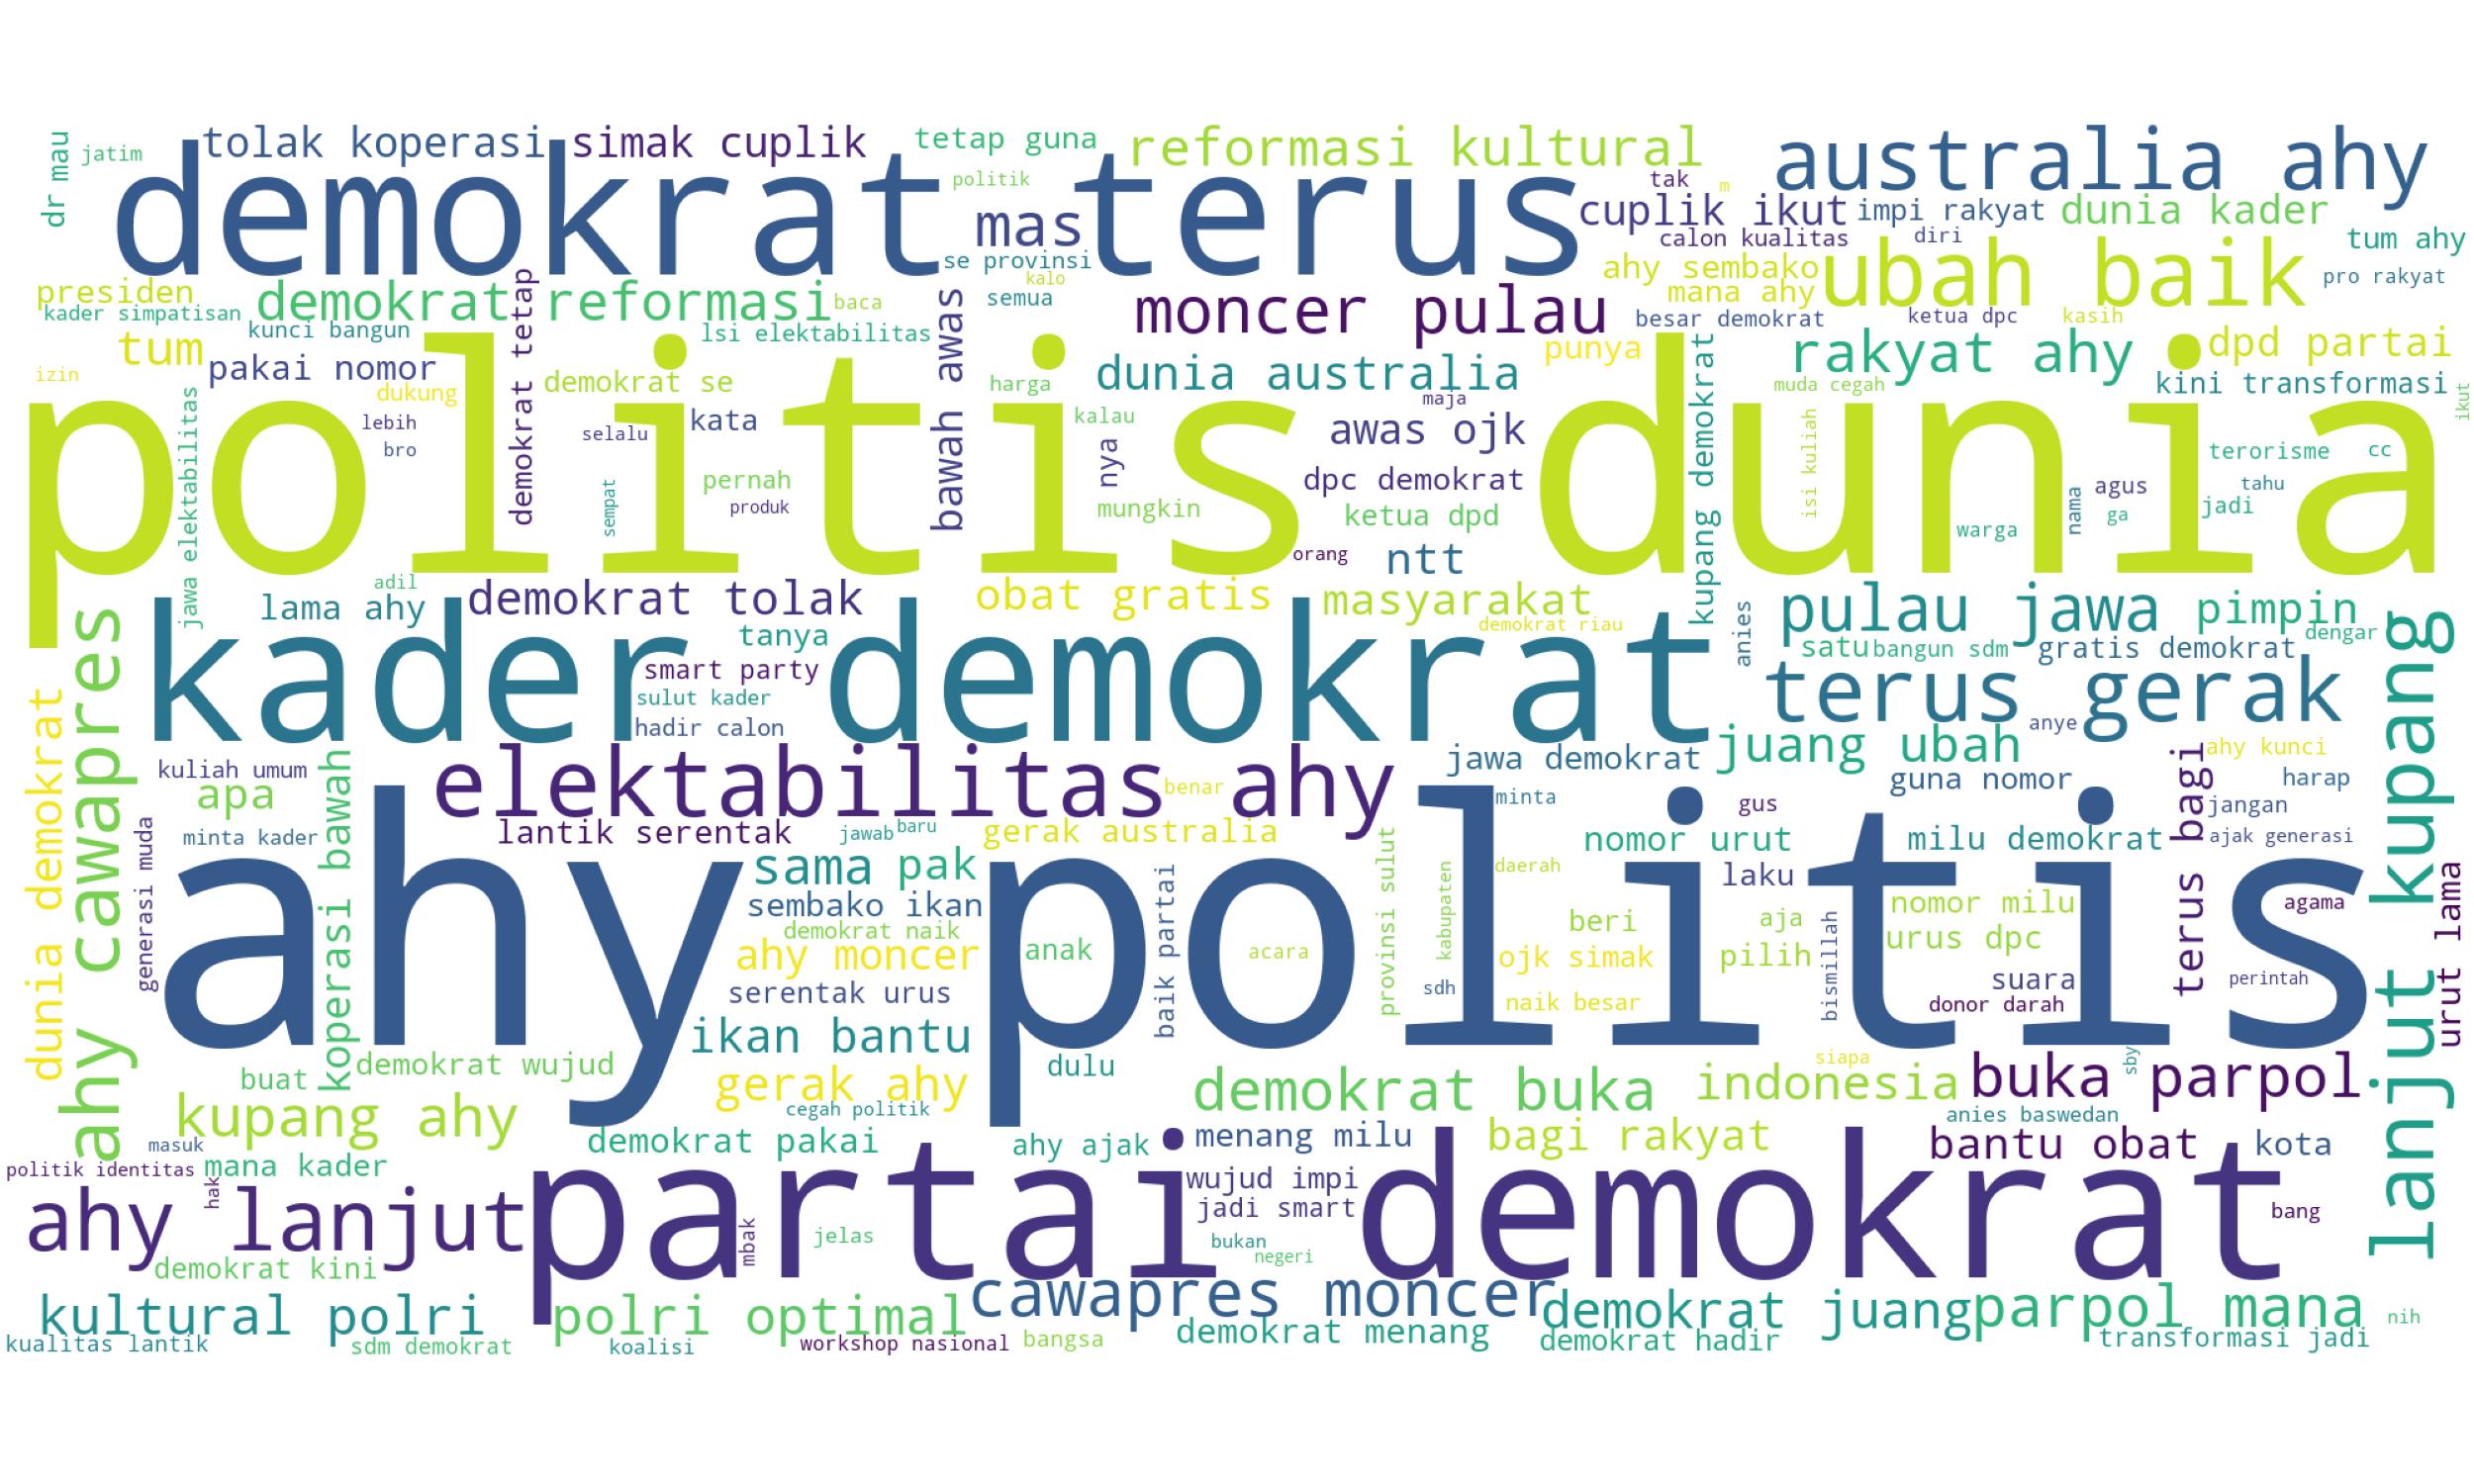 dr mau
jatim
tolak koperasi
simak cuplik
tetap guna
reformasi kultural
australia ahy
demokrat terus
politik
tak
m
mas
cuplik ikut
impi rakyat
dunia kader
calon kualitas
diri
tum ahy
se provinsi
kalo
ahy sembako
ubah baik
pro rakyat
presiden
kader simpatisan
demokrat reformasi
baca
semua
moncer pulau
mana ahy
kunci bangun
lsi elektabilitas
besar demokrat
ketua dpc
kasih
tum
pakai nomor
demokrat tetap
bawah awas
punya
rakyat ahy
dpd partai
izin
dukung
demokrat se
harga
dunia australia
muda cegah
kini transformasi
politis dunia
lebih
bro
selalu
kata
kalau
maja
awas ojk
ikut
jawa elektabilitas
sempat
pernah
produk
nya
mungkin
dpc demokrat
ketua dpd
kupang demokrat
isi kuliah
terorisme
cc
agus
tahu
ga
jadi
nama
warga
orang
ntt
adil
lama ahy
demokrat tolak
obat gratis
masyarakat
demokrat riau
anies
pulau jawa
pimpin
dengar
kader demokrat
tanya
smart party
sulut kader
hadir calon
satu
bangun sdm
gratis demokrat
terus gerak
anye
dunia demokrat
ahy cawapres
lanjut kupang
kuliah umum
apa
koperasi bawah
elektabilitas ahy
benar
jawa demokrat
juang ubah
ahy kunci
harap
guna nomor
terus bagi
minta
gus
jangan
minta kader
generasi muda
lantik serentak
jawab
baru
gerak australia
nomor urut
milu demokrat
ajak generasi
ahy politis
sama
pak
sembako ikan
demokrat naik
ahy moncer
serentak urus
ikan bantu
gerak ahy
anak
baik partai
acara
provinsi sulut
kabupaten
sdh
daerah
beri
ojk simak
naik besar
laku
aja
pilih
bismillah
nomor milu
urus dpc
suara
donor darah
agama
perintah
urut lama
buat
demokrat wujud
dulu
kupang ahy
cegah politik
demokrat buka
indonesia
siapa
sby
buka parpol
anies baswedan
masuk
politik identitas
mana kader
demokrat pakai
ahy ajak
menang milu
bagi rakyat
bantu obat
kota
hak
ahy lanjut
partai demokrat
wujud impi
jadi smart
mbak
jelas
bukan
negeri
bang
demokrat kini
kultural polri
polri optimal
cawapres moncer
demokrat juang
parpol mana
nih
kualitas lantik
sdm demokrat
koalisi
workshop nasional
bangsa
demokrat menang
demokrat hadir
transformasi jadi